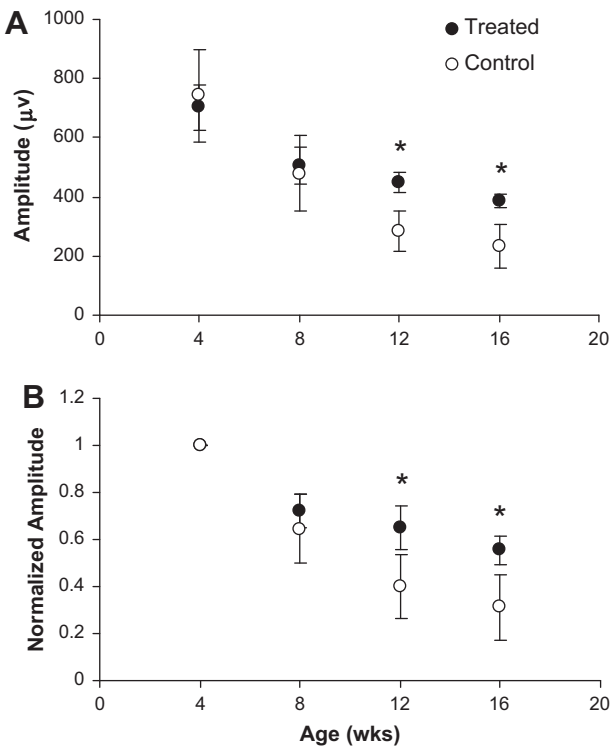 A
1000
800
600
400
200
0
Amplitude (μv)
Treated
Control
*
*
0 4 8 12 16 20
B
1.2
1
0.8
0.6
0.4
0.2
0
Normalized Amplitude
*
*
0 4 8 12 16 20
Age (wks)